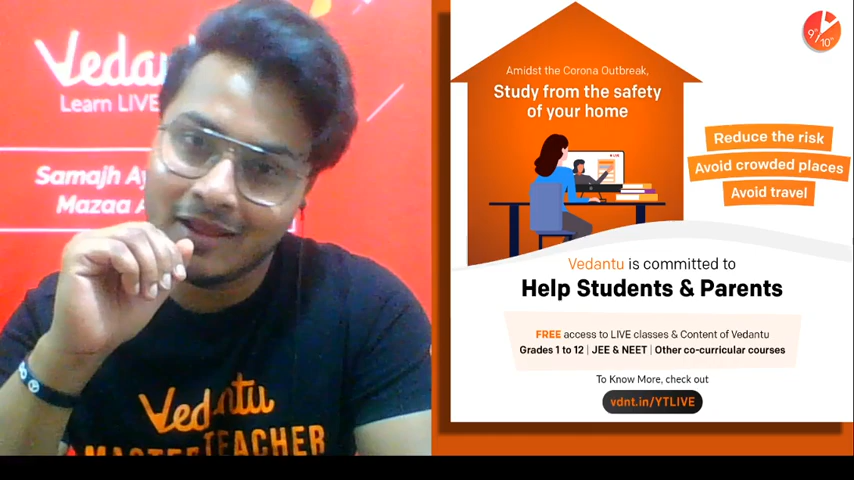 Vedantu
Learn LIVE
Samajh
Mazaa
Vedantu
MASTER TEACHER
9th
10th
Amidst the Corona Outbreak,
Study from the safety
of your home
Reduce the risk
Avoid crowded places
Avoid travel
Vedantu is committed to
Help Students & Parents
FREE access to LIVE classes & Content of Vedantu
Grades 1 to 12 | JEE & NEET | Other co-curricular courses
To Know More, check out
vdnt.in/YTLIVE